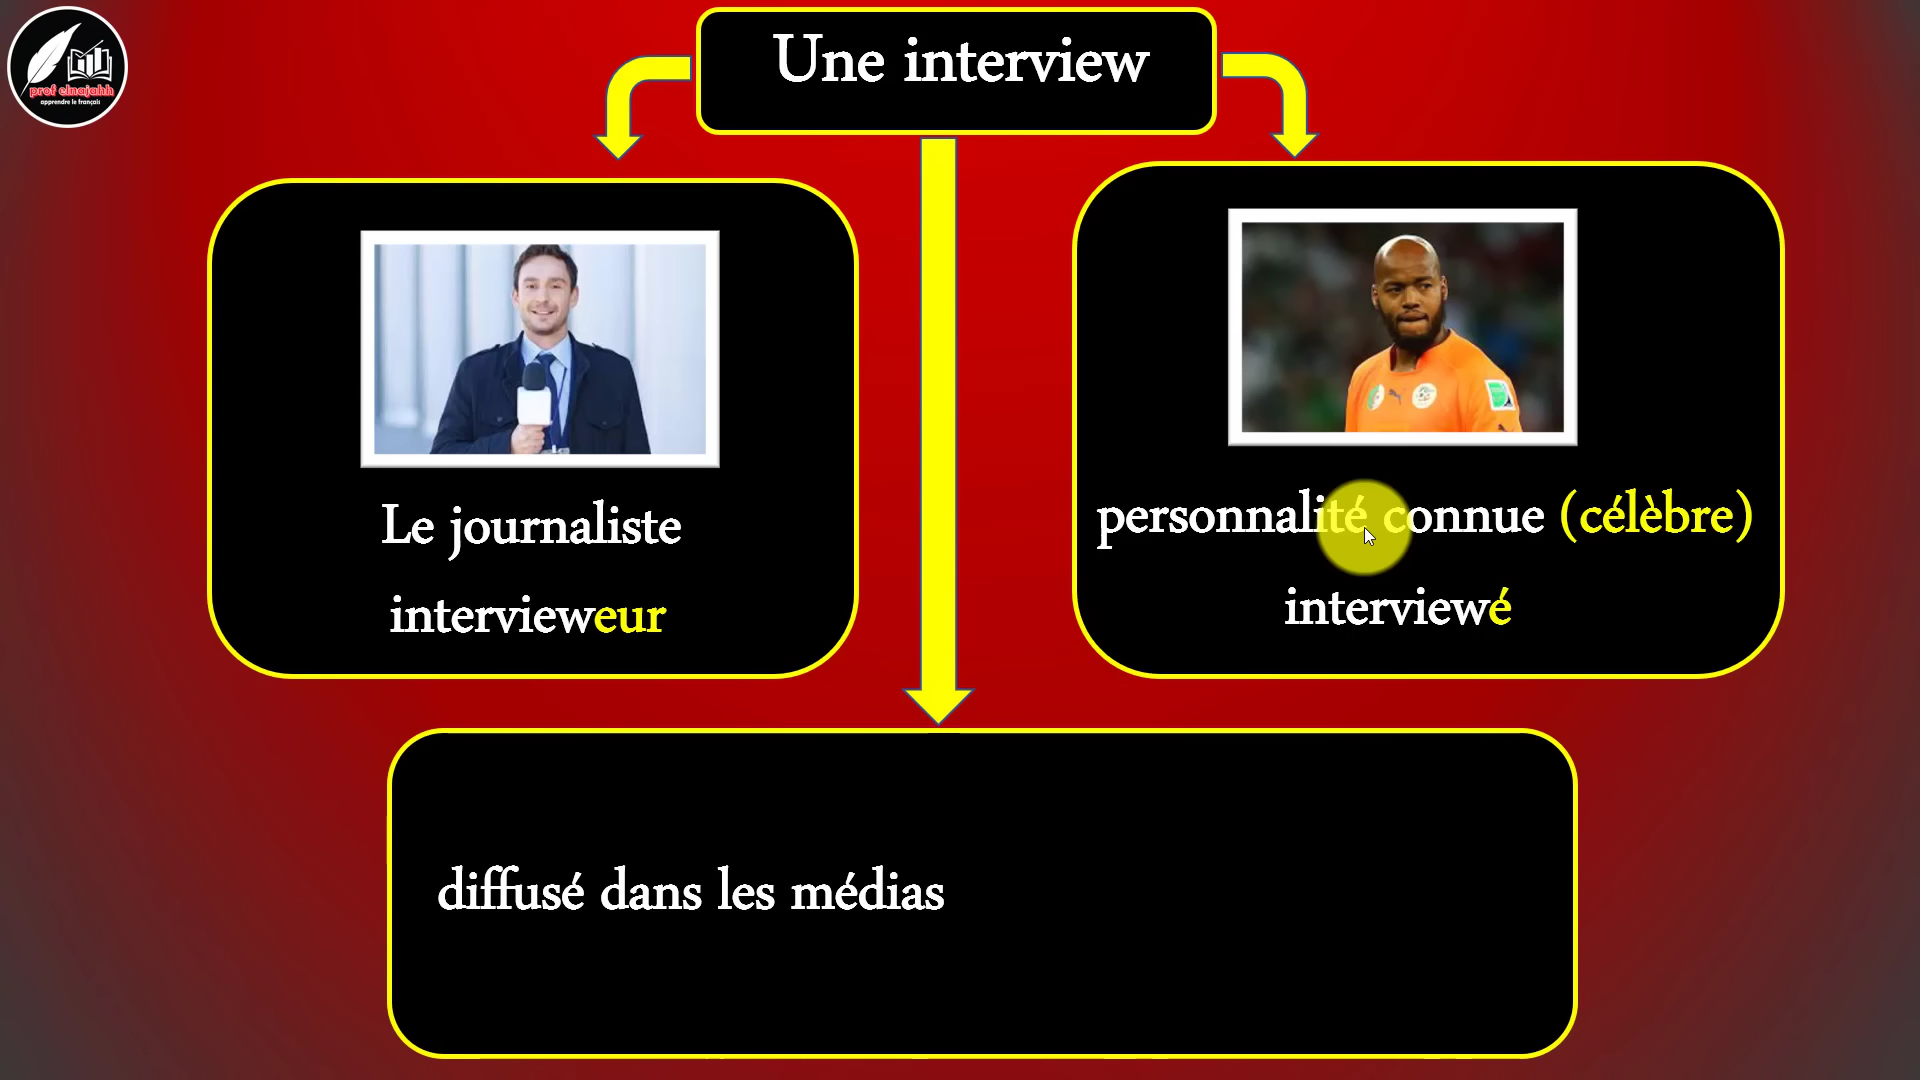 prof elnajahh
apprendre le français
Une interview
Le journaliste
intervieweur
personnalité connue (célèbre)
interviewé
diffusé dans les médias